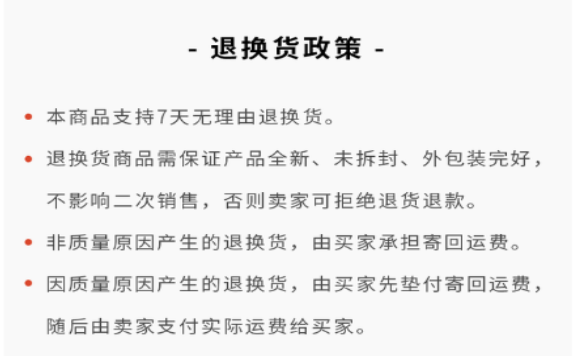 - 退换货政策 -
• 本商品支持7天无理由退换货。
• 退换货商品需保证产品全新、未拆封、外包装完好，
不影响二次销售，否则卖家可拒绝退货退款。
• 非质量原因产生的退换货，由买家承担寄回运费。
• 因质量原因产生的退换货，由买家先垫付寄回运费，
随后由卖家支付实际运费给买家。